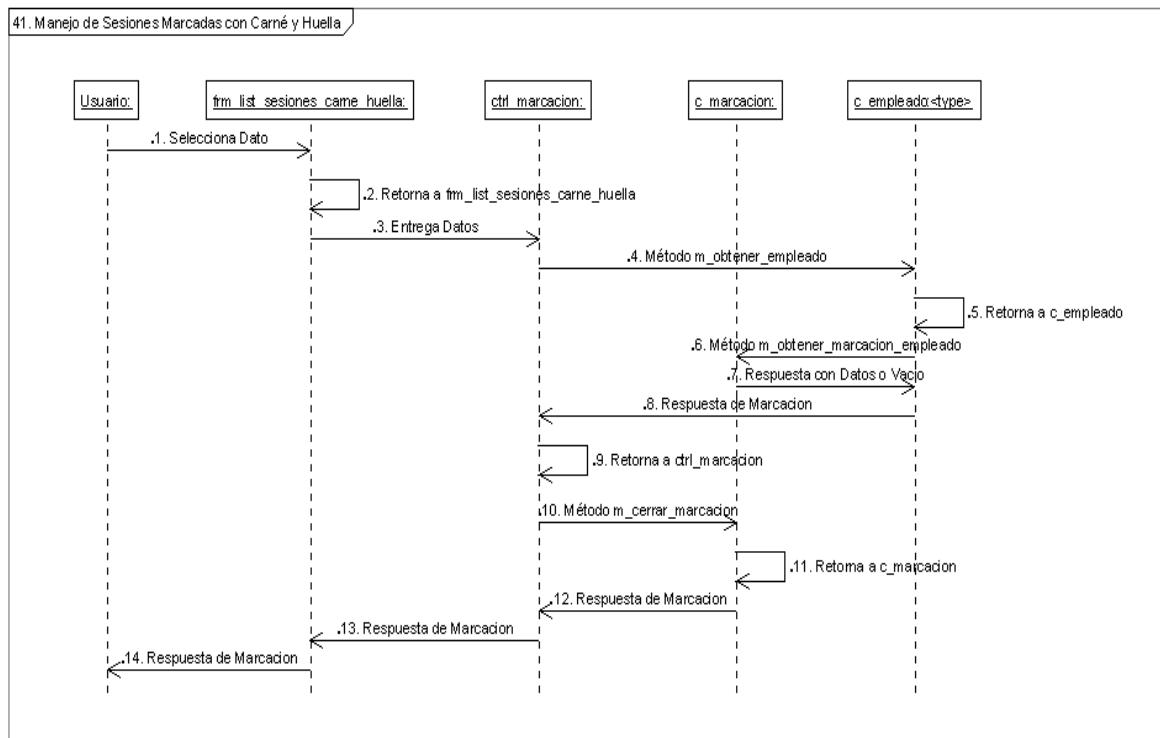 41. Manejo de Sesiones Marcadas con Carné y Huella
Usuario:
frm_list_sesiones_carne_huella:
ctrl_marcacion:
c_marcacion:
c_empleado:<type>
.1. Selecciona Dato
.2. Retorna a frm_list_sesiones_carne_huella
.3. Entrega Datos
.4. Método m_obtener_empleado
.5. Retorna a c_empleado
.6. Método m_obtener_marcacion_empleado
.7. Respuesta con Datos o Vacio
.8. Respuesta de Marcacion
.9. Retorna a ctrl_marcacion
.10. Método m_cerrar_marcacion
.11. Retorna a c_marcacion
.12. Respuesta de Marcacion
.13. Respuesta de Marcacion
.14. Respuesta de Marcacion